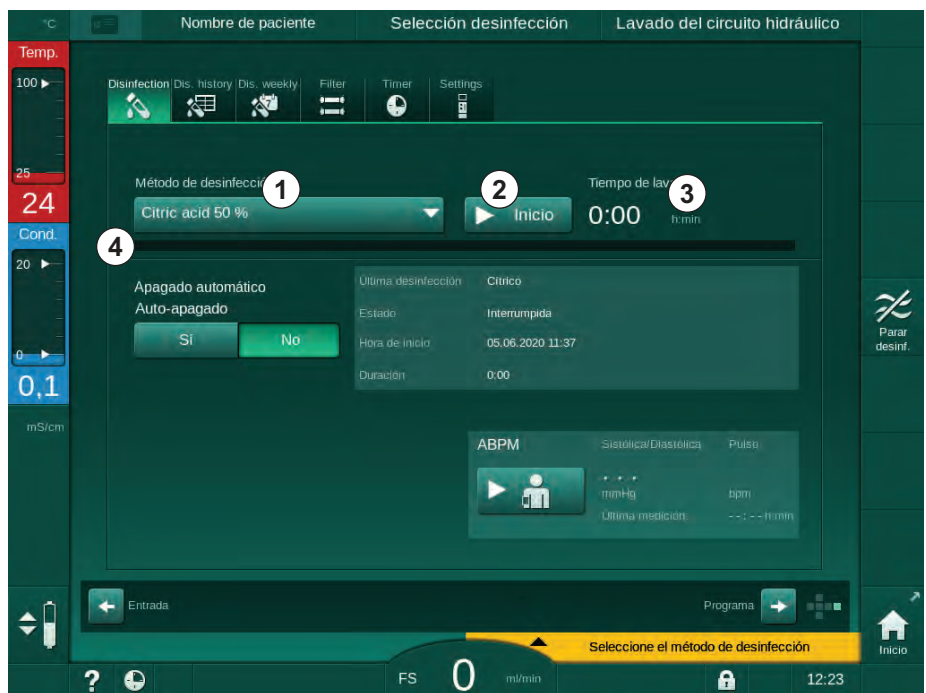 °C Nombre de paciente Selección desinfección Lavado del circuito hidráulico
Temp.
100
25
24
Cond.
20
0
0,1
mS/cm
Disinfection Dis. history Dis. weekly Filter Timer Settings
7
Método de desinfecció
1
Citric acid 50 %
2
Inicio
Tiempo de lav
3
0:00 h:min
4
Apagado automático
Auto-apagado
Sí No
Última desinfección Cítrico
Estado Interrumpida
Hora de inicio 05.06.2020 11:37
Duración 0:00
ABPM Sistólica/Diastólica Pulso
mmHg bpm
Última medición --:-- h:min
Parar
desinf.
Entrada
Programa
Seleccione el método de desinfección
Inicio
? FS 0 ml/min 12:23